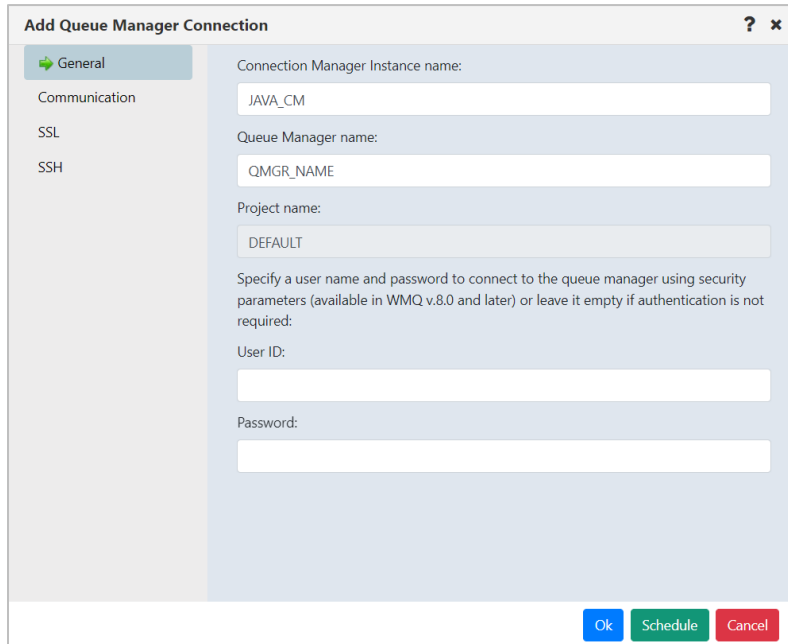 Add Queue Manager Connection ? ×
General
Communication
SSL
SSH
Connection Manager Instance name:
JAVA_CM
Queue Manager name:
QMGR_NAME
Project name:
DEFAULT
Specify a user name and password to connect to the queue manager using security
parameters (available in WMQ v.8.0 and later) or leave it empty if authentication is not
required:
User ID:
Password:
Ok Schedule Cancel